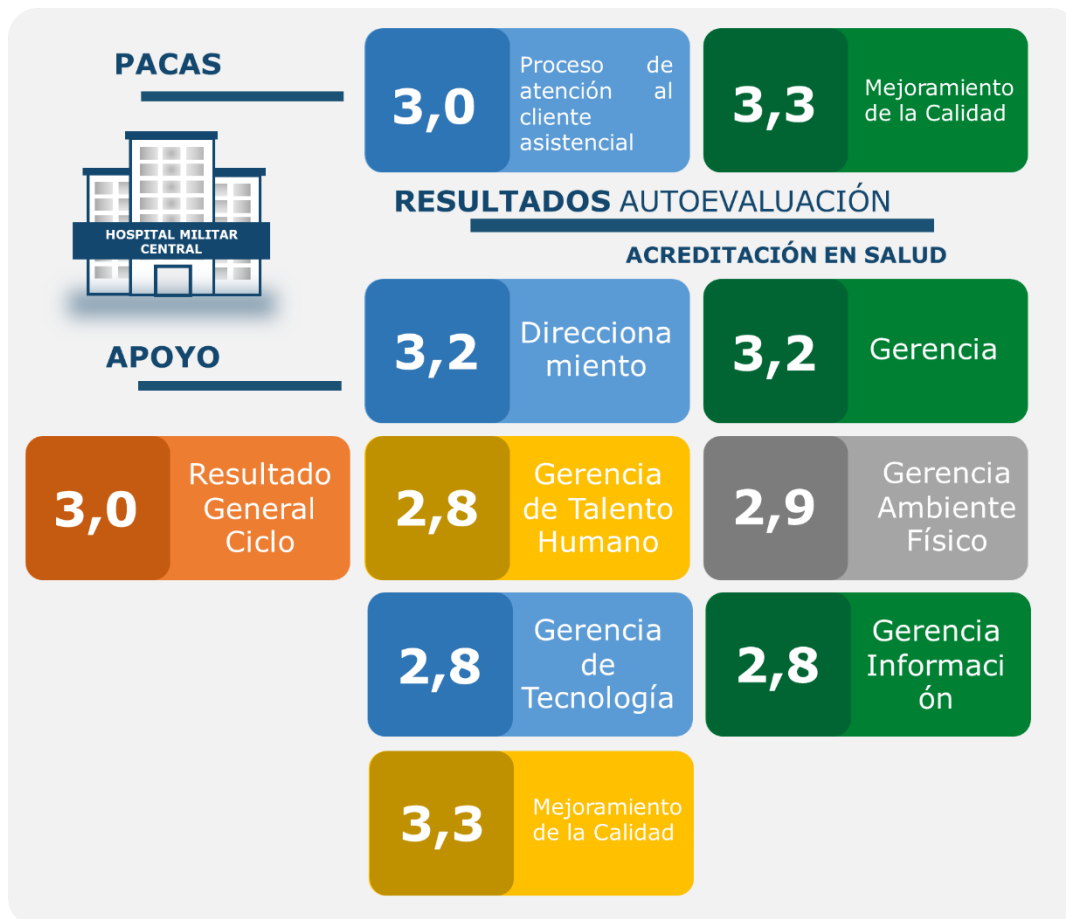 PACAS
3,0
Proceso de
atención al
cliente
asistencial
3,3
Mejoramiento
de la Calidad
RESULTADOS AUTOEVALUACIÓN
ACREDITACIÓN EN SALUD
HOSPITAL MILITAR
CENTRAL
APOYO
3,2
Direcciona
miento
3,2
Gerencia
3,0
Resultado
General
Ciclo
2,8
Gerencia
de Talento
Humano
2,9
Gerencia
Ambiente
Físico
2,8
Gerencia
de
Tecnología
2,8
Gerencia
Informaci
ón
3,3
Mejoramiento
de la Calidad